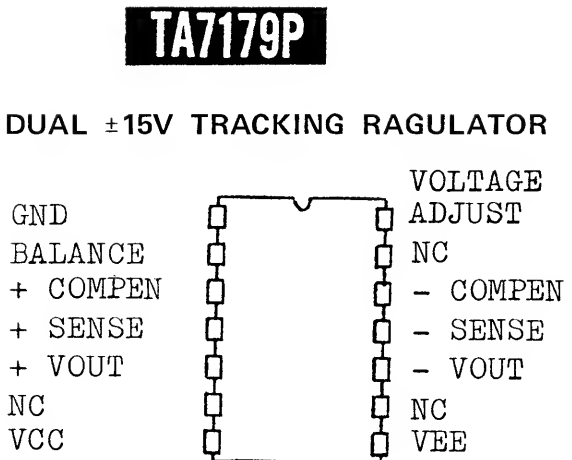 TA7179P
DUAL ±15V TRACKING RAGULATOR
GND
BALANCE
+ COMPEN
+ SENSE
+ VOUT
NC
VCC
VOLTAGE
ADJUST
NC
- COMPEN
- SENSE
- VOUT
NC
VEE